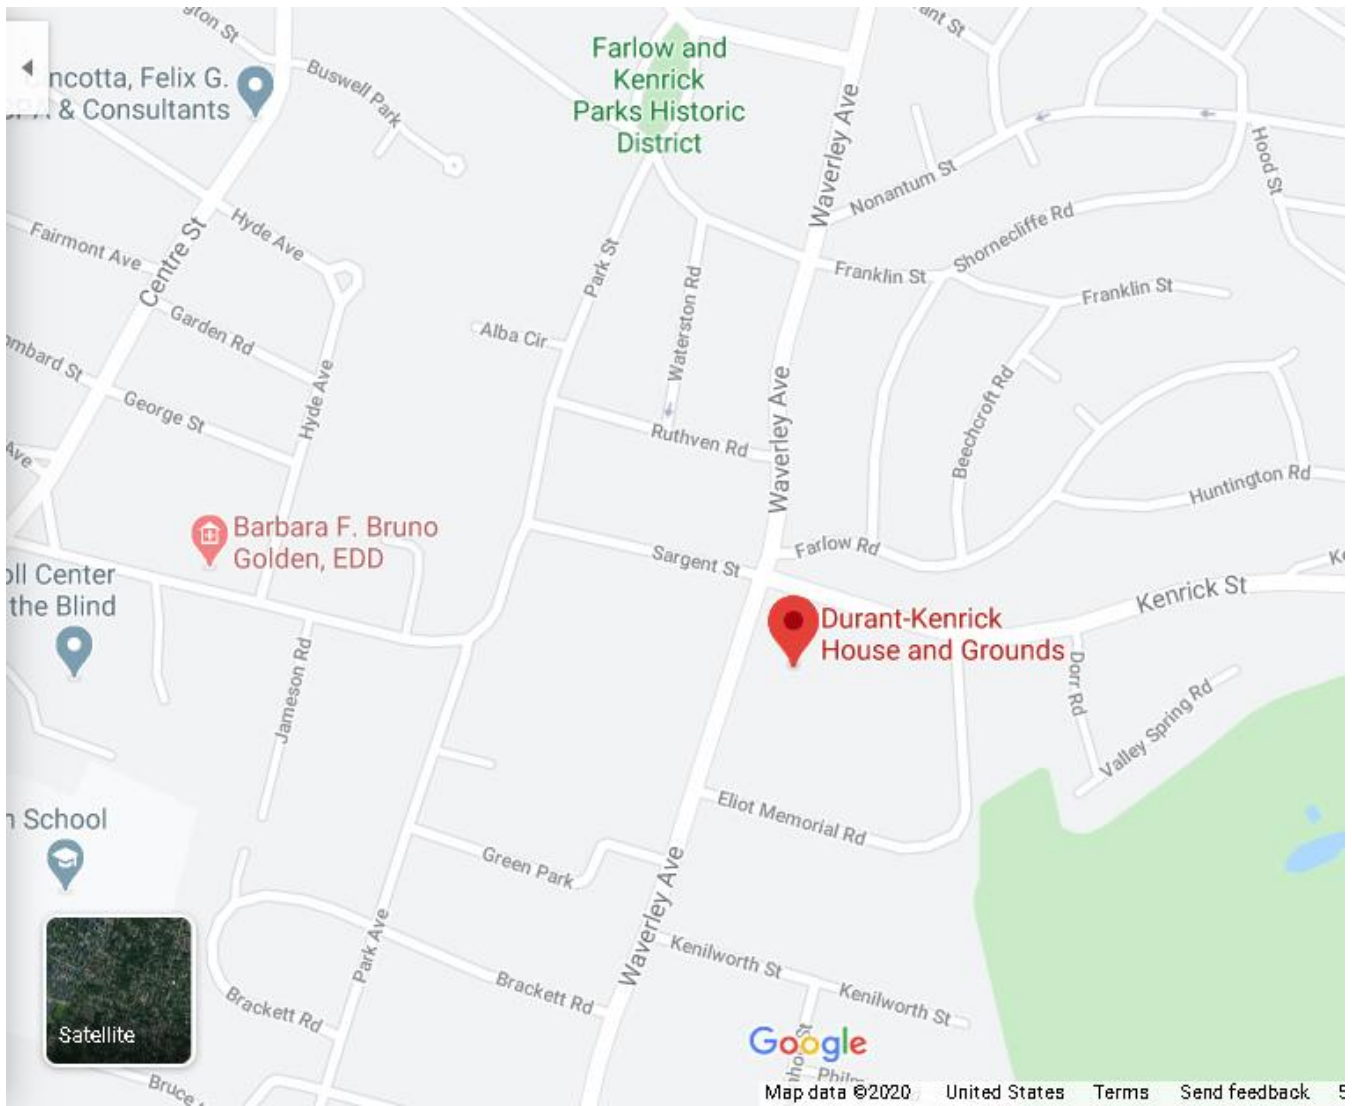 Farlow and
Kenrick
Parks Historic
District
Felix G.
& Consultants
Buswell Park
Waverley Ave
Hood St
Nonantum St
Shornecliffe Rd
Hyde Ave
Fairmont Ave
Centre St
Park St
Franklin St
Franklin St
Waterston Rd
Garden Rd
Alba Cir
Hyde Ave
George St
Waverley Ave
Beechcroft Rd
Ruthven Rd
Huntington Rd
Ave
Barbara F. Bruno
Golden, EDD
Sargent St
Farlow Rd
Center
the Blind
Kenrick St
Durant-Kenrick
House and Grounds
Jameson Rd
Dorr Rd
Valley Spring Rd
School
Eliot Memorial Rd
Green Park
Waverley Ave
Park Ave
Kenilworth St
Brackett Rd
Kenilworth St
Brackett Rd
Satellite
Google
Bruce
Map data ©2020 United States Terms Send feedback